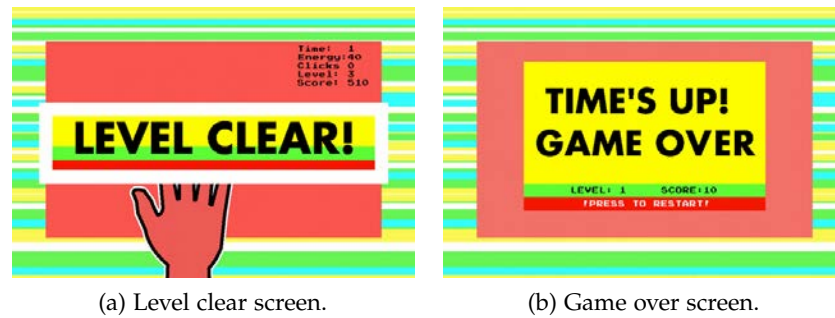 Time: 1
Energy:40
Clicks 0
Level: 3
Score: 510
LEVEL CLEAR!
TIME'S UP!
GAME OVER
LEVEL: 1 SCORE:10
!PRESS TO RESTART!
(a) Level clear screen.
(b) Game over screen.